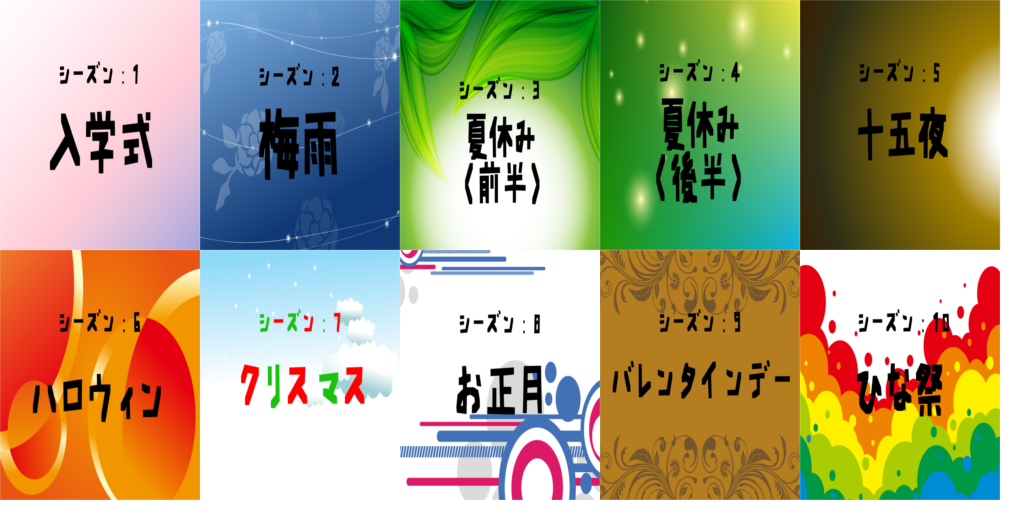 シーズン：1
入学式
シーズン：2
梅雨
シーズン：3
夏休み
（前半）
シーズン：4
夏休み
（後半）
シーズン：5
十五夜
シーズン：6
ハロウィン
シーズン：7
クリスマス
シーズン：8
お正月
シーズン：9
バレンタインデー
シーズン：10
ひな祭